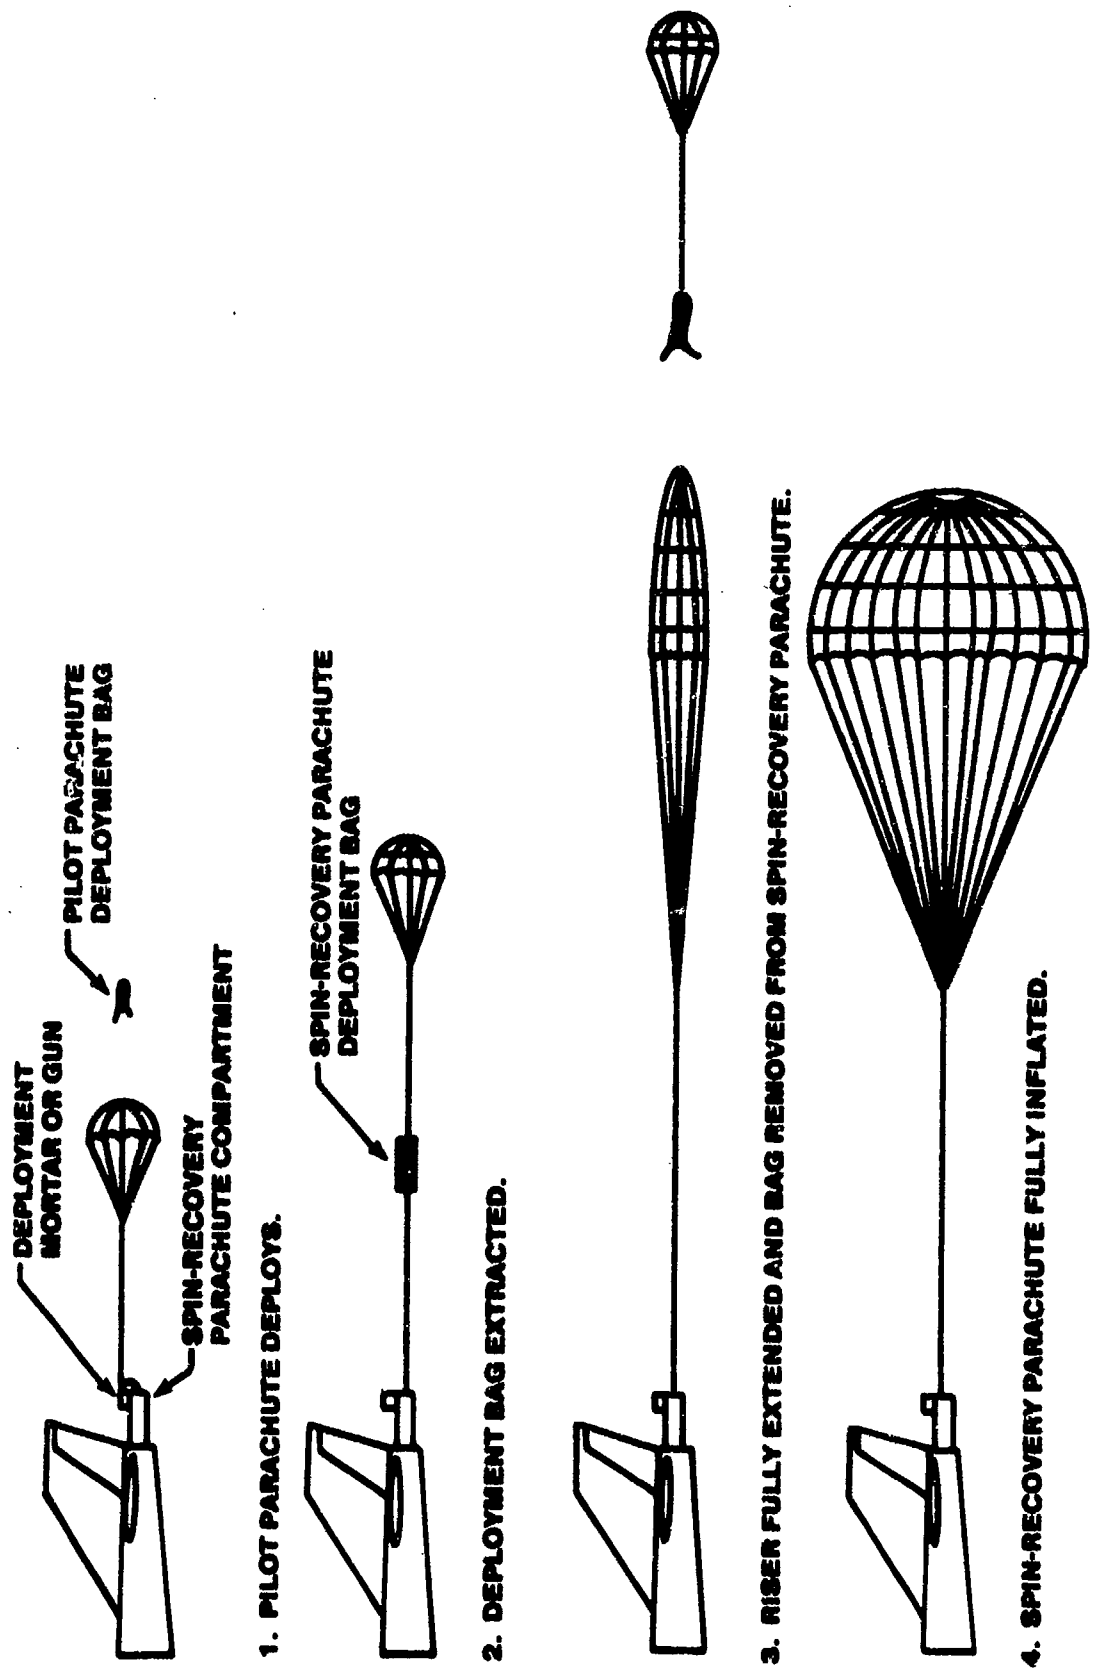 DEPLOYMENT
MORTAR OR GUN
PILOT PARACHUTE
DEPLOYMENT BAG
SPIN-RECOVERY
PARACHUTE COMPARTMENT
1. PILOT PARACHUTE DEPLOYS.
SPIN-RECOVERY PARACHUTE
DEPLOYMENT BAG
2. DEPLOYMENT BAG EXTRACTED.
3. RISER FULLY EXTENDED AND BAG REMOVED FROM SPIN-RECOVERY PARACHUTE.
4. SPIN-RECOVERY PARACHUTE FULLY INFLATED.